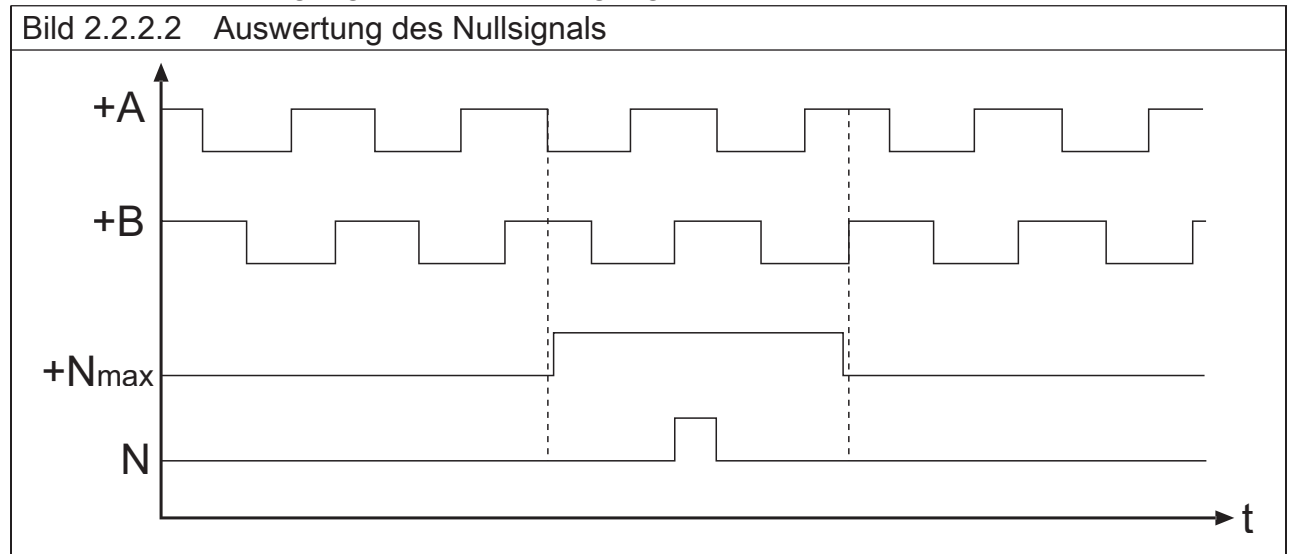 Bild 2.2.2.2 Auswertung des Nullsignals
+A
+B
+Nmax
N
t